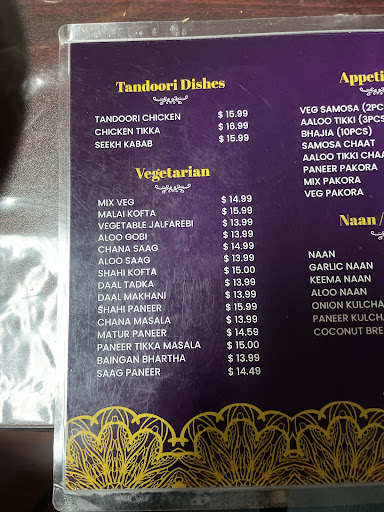 Tandoori Dishes
TANDOORI CHICKEN $ 15.99
CHICKEN TIKKA $ 16.99
SEEKH KABAB $ 15.99
Vegetarian
MIX VEG $ 14.99
MALAI KOFTA $ 15.99
VEGETABLE JALFAREBI $ 13.99
ALOO GOBI $ 13.99
CHANA SAAG $ 14.99
ALOO SAAG $ 13.99
SHAHI KOFTA $ 15.00
DAAL TADKA $ 13.99
DAAL MAKHANI $ 13.99
SHAHI PANEER $ 15.99
CHANA MASALA $ 13.99
MATUR PANEER $ 14.59
PANEER TIKKA MASALA $ 15.00
BAINGAN BHARTHA $ 13.99
SAAG PANEER $ 14.49
Appeti
VEG SAMOSA (2PC
AALOO TIKKI (3PCS
BHAJIA (10PCS)
SAMOSA CHAAT
AALOO TIKKI CHAA
PANEER PAKORA
MIX PAKORA
VEG PAKORA
Naan /
NAAN
GARLIC NAAN
KEEMA NAAN
ALOO NAAN
ONION KULCHA
PANEER KULCHA
COCONUT BRE